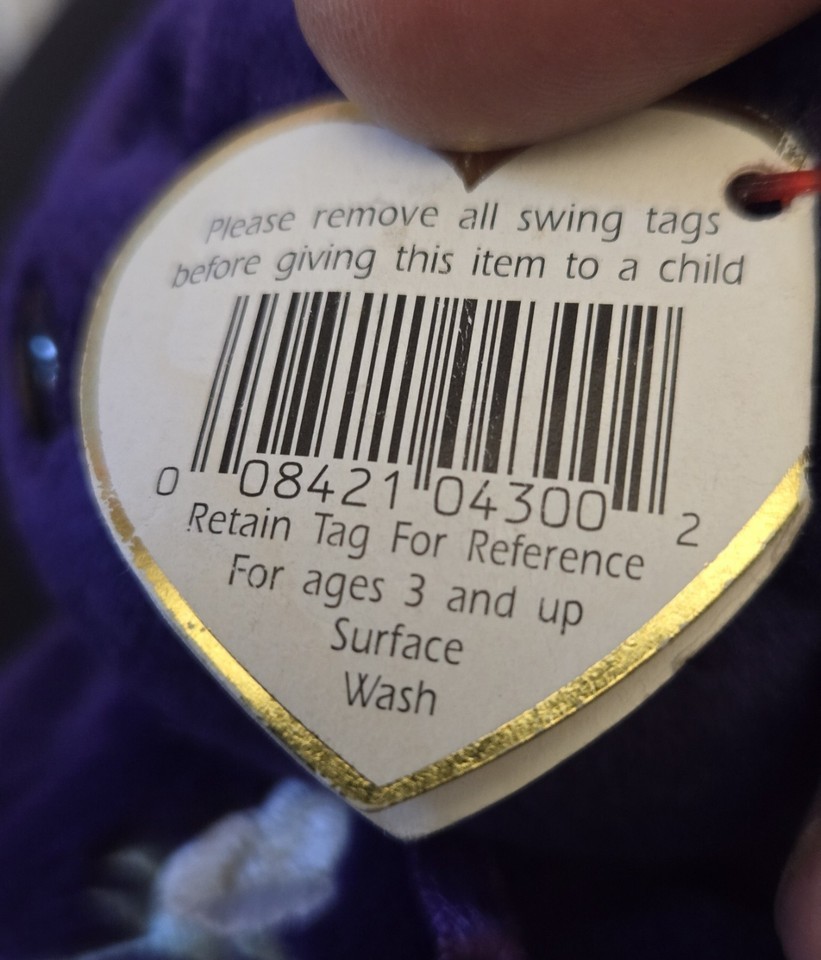 Please remove all swing tags
before giving this item to a child
0 08421 04300 2
Retain Tag For Reference
For ages 3 and up
Surface
Wash